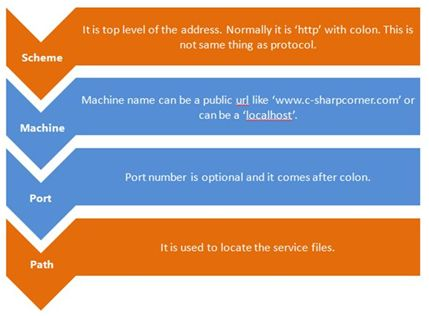 It is top level of the address. Normally it is ‘http’ with colon. This is
not same thing as protocol.
Scheme
Machine name can be a public url like ‘www.c-sharpcorner.com’ or
can be a ‘localhost’.
Machine
Port number is optional and it comes after colon.
Port
It is used to locate the service files.
Path